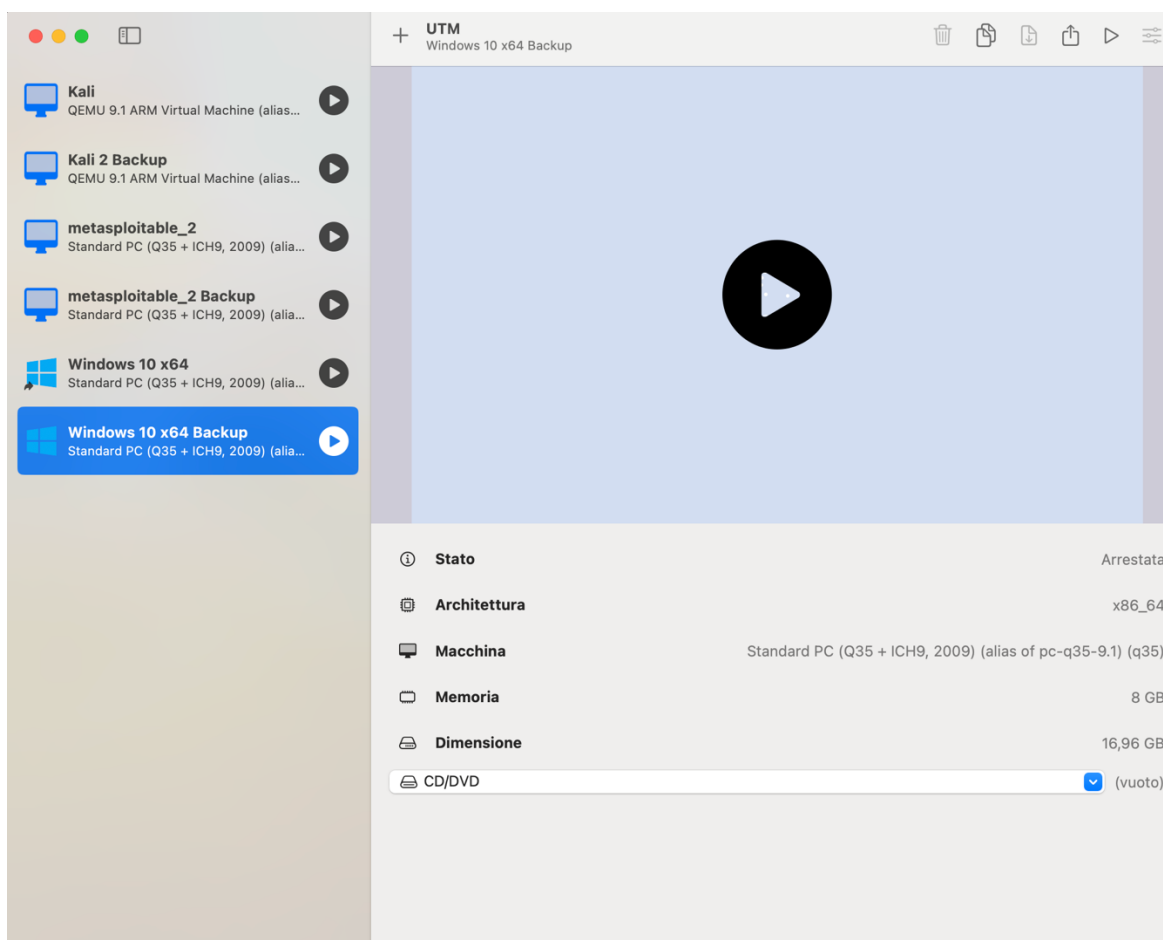 UTM
Windows 10 x64 Backup
Kali
QEMU 9.1 ARM Virtual Machine (alias...
Kali 2 Backup
QEMU 9.1 ARM Virtual Machine (alias...
metasploitable_2
Standard PC (Q35 + ICH9, 2009) (alia...
metasploitable_2 Backup
Standard PC (Q35 + ICH9, 2009) (alia...
Windows 10 x64
Standard PC (Q35 + ICH9, 2009) (alia...
Windows 10 x64 Backup
Standard PC (Q35 + ICH9, 2009) (alia...
Stato Arrestata
Architettura x86_64
Macchina Standard PC (Q35 + ICH9, 2009) (alias of pc-q35-9.1) (q35)
Memoria 8 GB
Dimensione 16,96 GB
CD/DVD (vuoto)